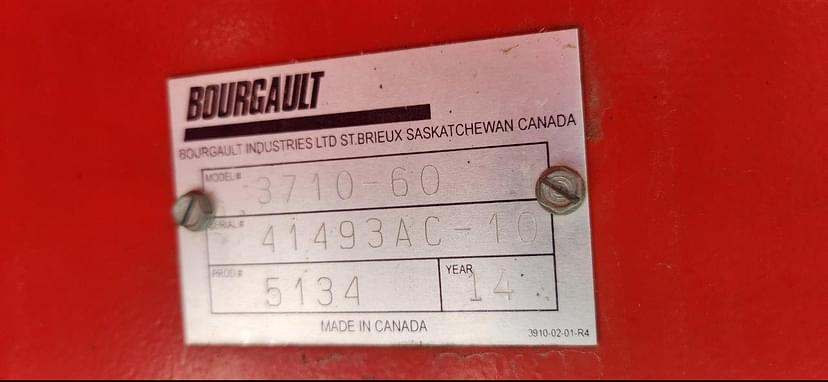 BOURGAULT
BOURGAULT INDUSTRIES LTD ST.BRIEUX SASKATCHEWAN CANADA
MODEL# 3710-60
SERIAL# 41493AC-10
PROD# 5134 YEAR 14
MADE IN CANADA 3910-02-01-R4